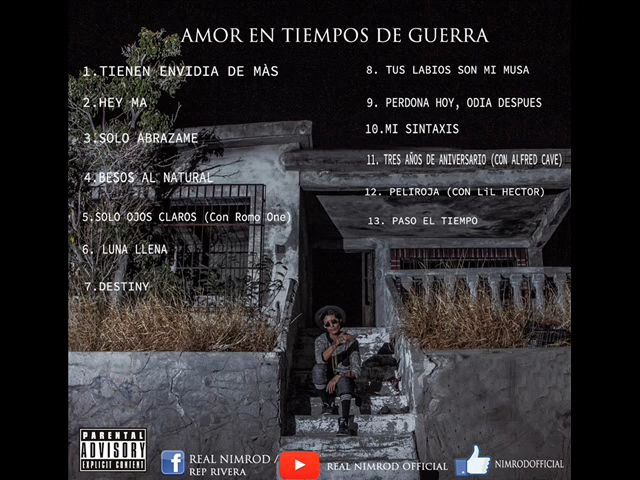 AMOR EN TIEMPOS DE GUERRA
1.TIENEN ENVIDIA DE MÀS
2.HEY MA
3.SOLO ABRAZAME
4.BESOS AL NATURAL
5.SOLO OJOS CLAROS (Con Romo One)
6. LUNA LLENA
7.DESTINY
8. TUS LABIOS SON MI MUSA
9. PERDONA HOY, ODIA DESPUES
10.MI SINTAXIS
11. TRES AÑOS DE ANIVERSARIO (CON ALFRED CAVE)
12. PELIROJA (CON LiL HECTOR)
13. PASO EL TIEMPO
PARENTAL
ADVISORY
EXPLICIT CONTENT
f
REAL NIMROD /
REP RIVERA
REAL NIMROD OFFICIAL
NIMRODOFFICIAL